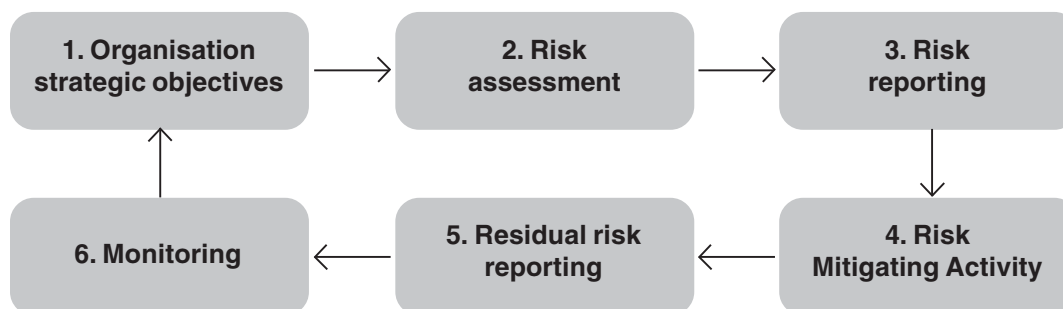 1. Organisation
strategic objectives
2. Risk
assessment
3. Risk
reporting
4. Risk
Mitigating Activity
5. Residual risk
reporting
6. Monitoring